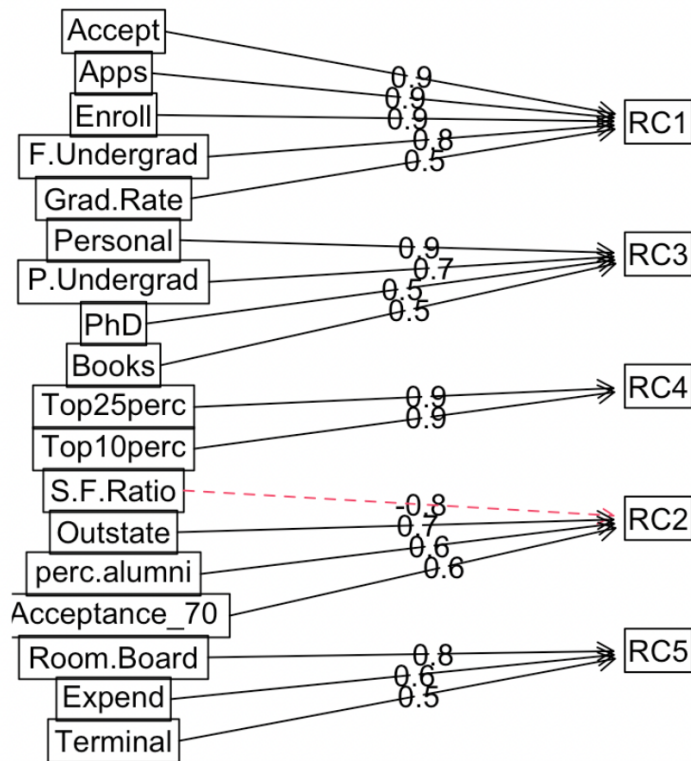 Accept
Apps
Enroll
F.Undergrad
Grad.Rate
Personal
P.Undergrad
PhD
Books
Top25perc
Top10perc
S.F.Ratio
Outstate
perc.alumni
Acceptance_70
Room.Board
Expend
Terminal
0.9
0.9
0.9
0.8
0.5
0.9
0.7
0.5
0.5
0.9
0.9
-0.8
0.7
0.6
0.6
0.8
0.6
0.5
RC1
RC3
RC4
RC2
RC5